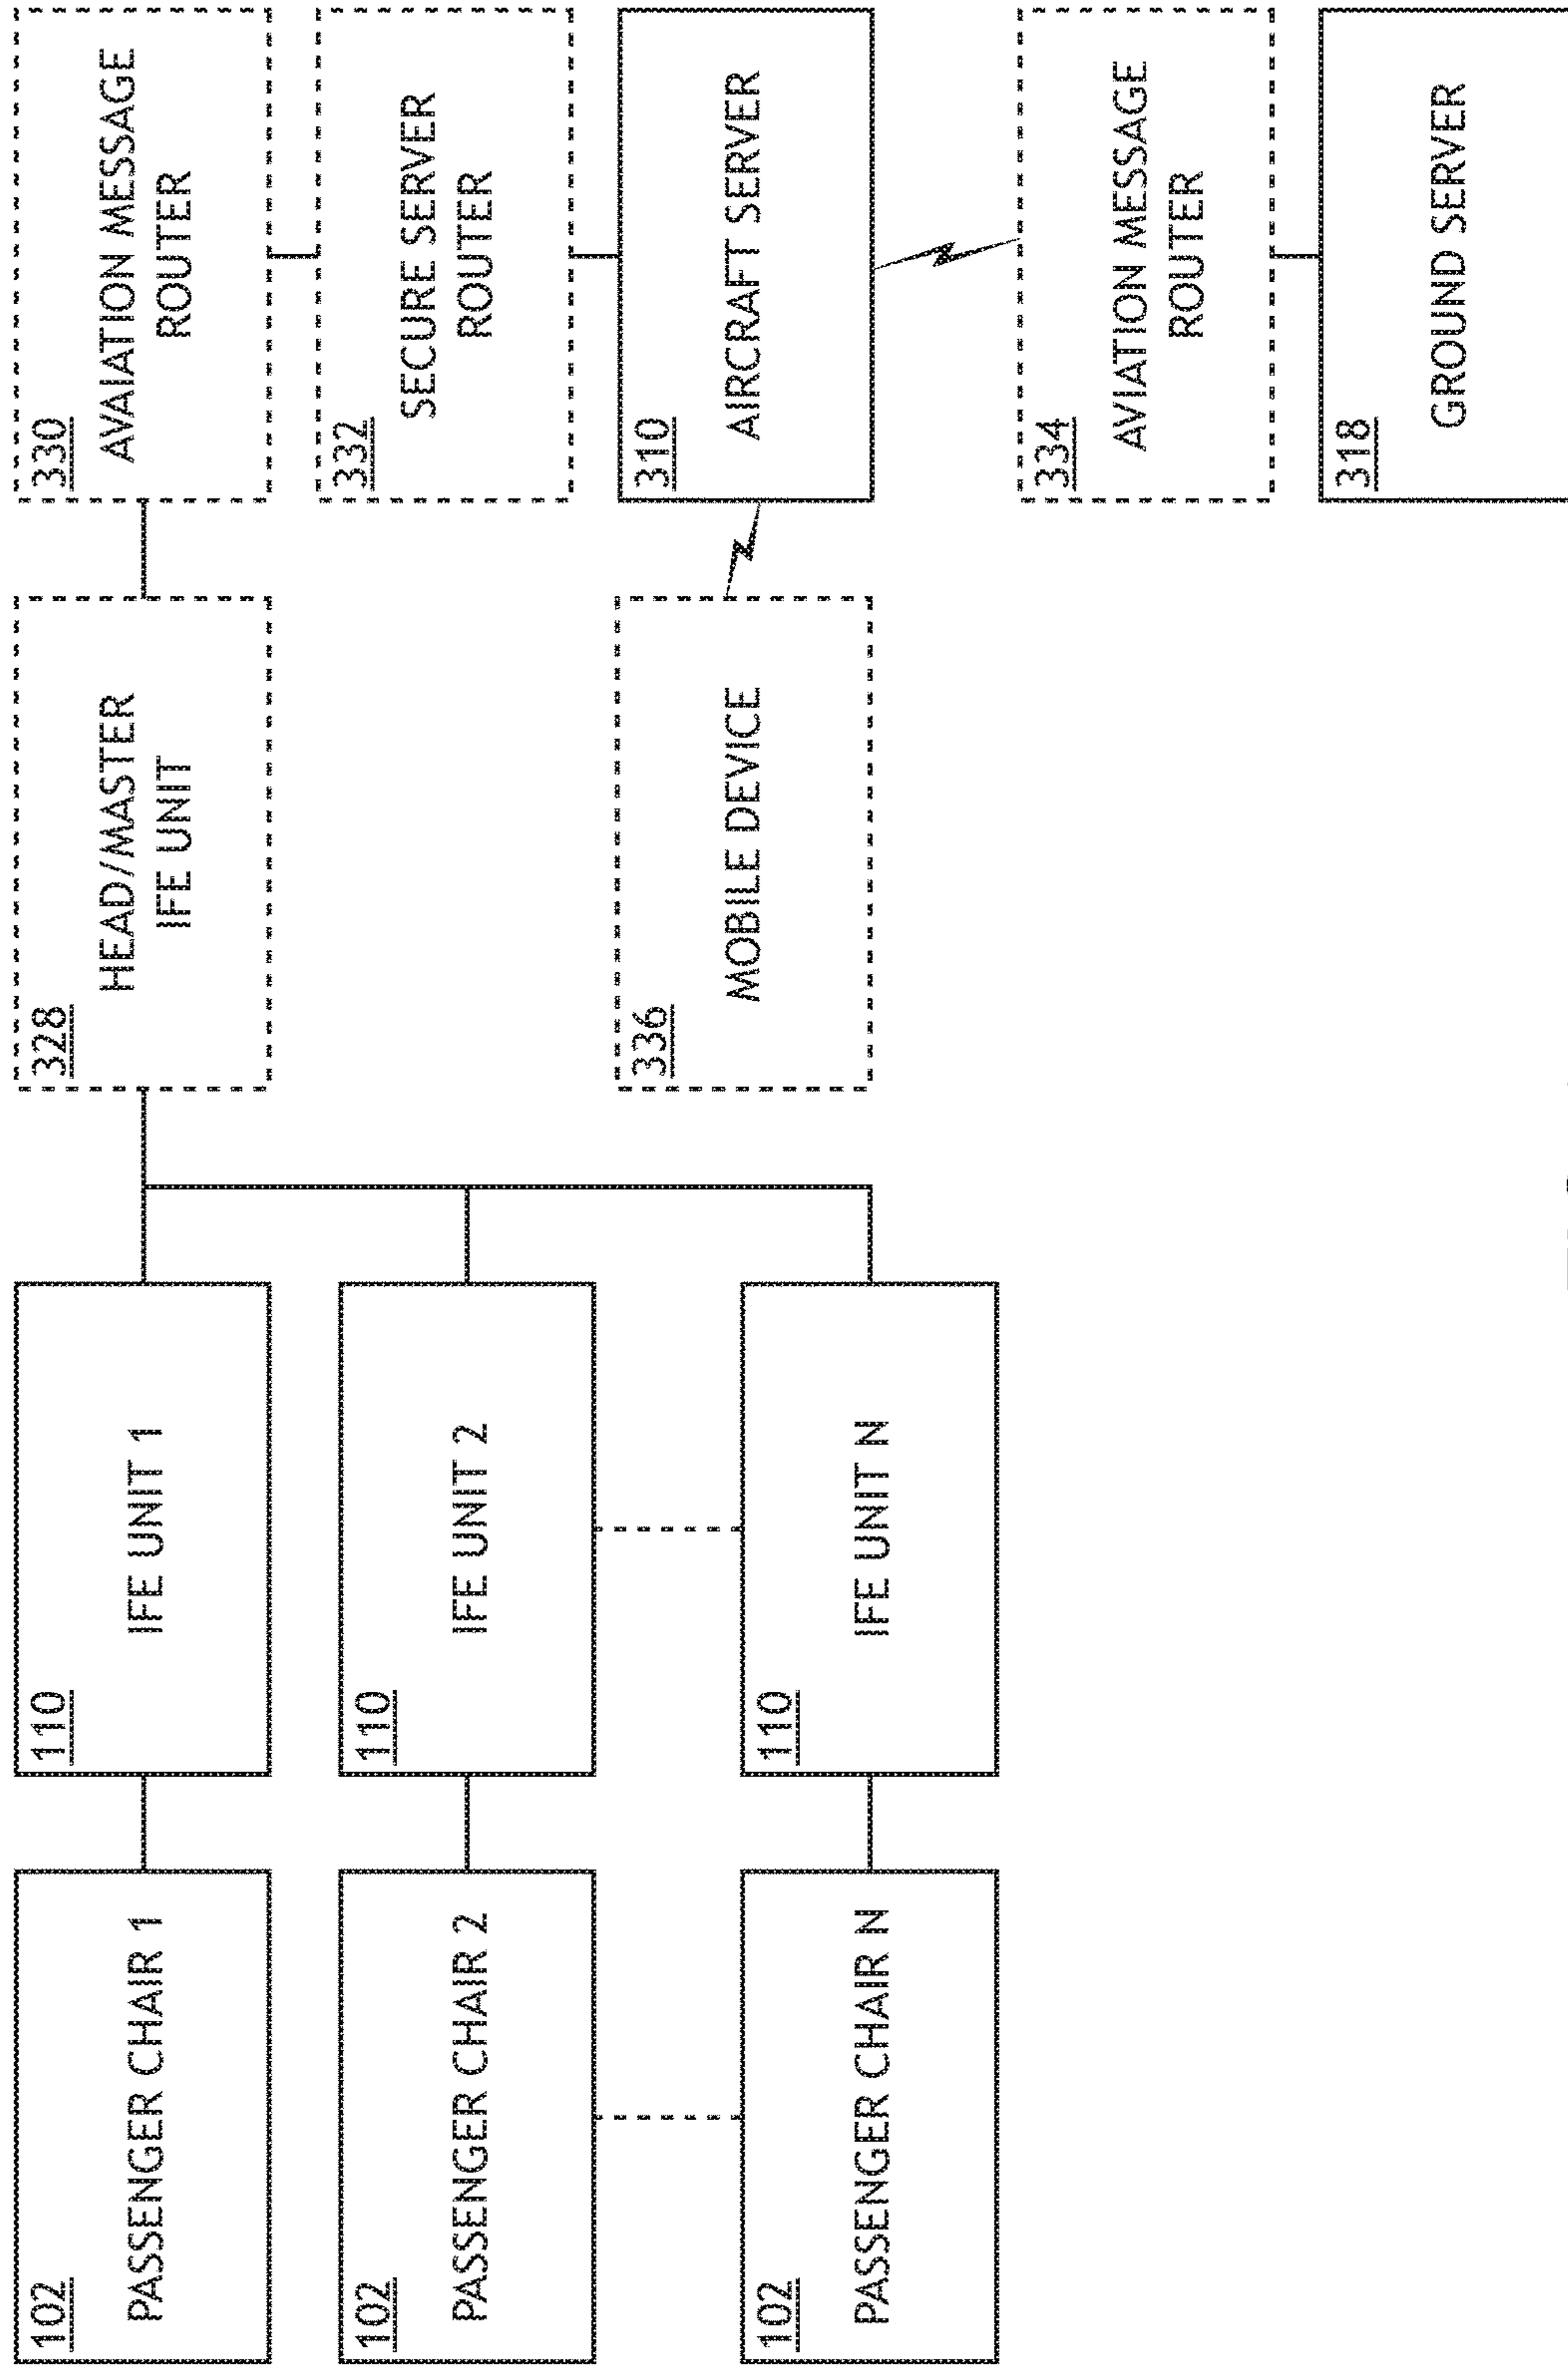 102
PASSENGER CHAIR 1
110
IFE UNIT 1
328
HEAD/MASTER
IFE UNIT
330
AVAIATION MESSAGE
ROUTER
102
PASSENGER CHAIR 2
110
IFE UNIT 2
332
SECURE SERVER
ROUTER
102
PASSENGER CHAIR N
110
IFE UNIT N
336
MOBILE DEVICE
310
AIRCRAFT SERVER
334
AVIATION MESSAGE
ROUTER
318
GROUND SERVER